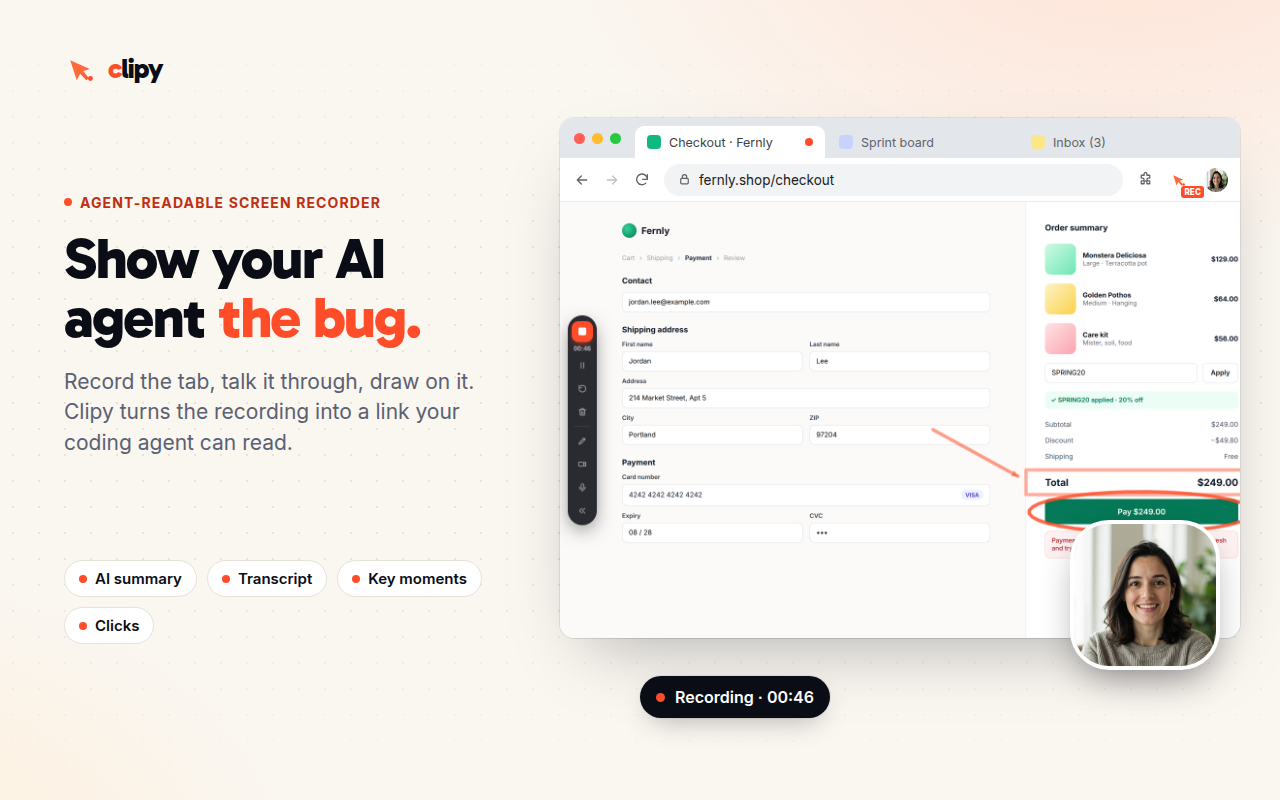 clipy
AGENT-READABLE SCREEN RECORDER
Show your AI
agent the bug.
Record the tab, talk it through, draw on it.
Clipy turns the recording into a link your
coding agent can read.
AI summary
Transcript
Key moments
Clicks
Checkout · Fernly
Sprint board
Inbox (3)
fernly.shop/checkout
REC
Fernly
Cart › Shipping › Payment › Review
Contact
jordan.lee@example.com
Shipping address
First name
Last name
Jordan
Lee
Address
214 Market Street, Apt 5
City
ZIP
Portland
97204
Payment
Card number
4242 4242 4242 4242
VISA
Expiry
CVC
08 / 28
•••
00:46
Order summary
Monstera Deliciosa
Large · Terracotta pot
$129.00
Golden Pothos
Medium · Hanging
$64.00
Care kit
Mister, soil, food
$56.00
SPRING20
Apply
✓ SPRING20 applied · 20% off
Subtotal
$249.00
Discount
−$49.80
Shipping
Free
Total
$249.00
Pay $249.00
and try
Recording · 00:46